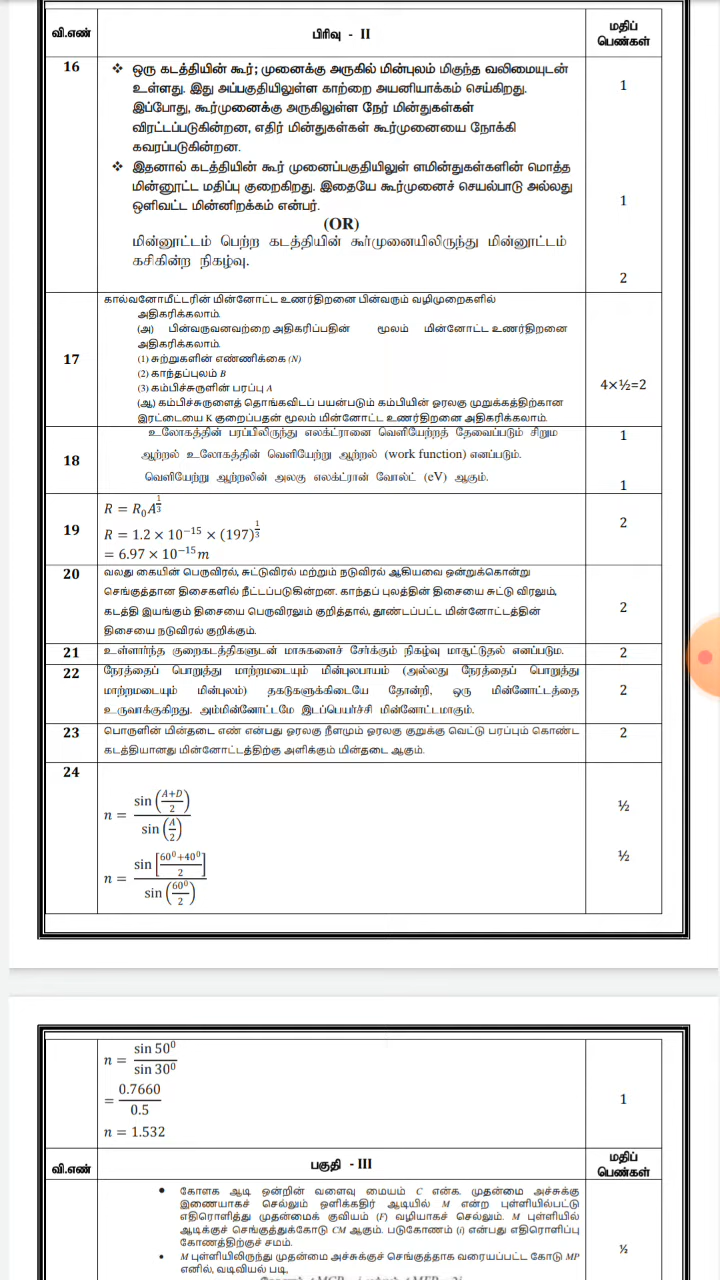 வி.எண்
பிரிவு - II
மதிப்
பெண்கள்
16
❖ ஒரு கடத்தியின் கூர்; முனைக்கு அருகில் மின்புலம் மிகுந்த வலிமையுடன்
உள்ளது. இது அப்பகுதியிலுள்ள காற்றை அயனியாக்கம் செய்கிறது.
இப்போது, கூர்முனைக்கு அருகிலுள்ள நேர் மின்துகள்கள்
விரட்டப்படுகின்றன, எதிர் மின்துகள்கள் கூர்முனையை நோக்கி
கவரப்படுகின்றன.
1
❖ இதனால் கடத்தியின் கூர் முனைப்பகுதியிலுள் ளமின்துகள்களின் மொத்த
மின்னூட்ட மதிப்பு குறைகிறது. இதையே கூர்முனைச் செயல்பாடு அல்லது
ஒளிவட்ட மின்னிறக்கம் என்பர்.
1
(OR)
மின்னூட்டம் பெற்ற கடத்தியின் கூர்முனையிலிருந்து மின்னூட்டம்
கசிகின்ற நிகழ்வு.
2
17
கால்வனோமீட்டரின் மின்னோட்ட உணர்திறனை பின்வரும் வழிமுறைகளில்
அதிகரிக்கலாம்.
(அ) பின்வருவனவற்றை அதிகரிப்பதின் மூலம் மின்னோட்ட உணர்திறனை
அதிகரிக்கலாம்.
(1) சுற்றுகளின் எண்ணிக்கை (N)
(2) காந்தப்புலம் B
(3) கம்பிச்சுருளின் பரப்பு A
(ஆ) கம்பிச்சுருளைத் தொங்கவிடப் பயன்படும் கம்பியின் ஓரலகு முறுக்கத்திற்கான
இரட்டையை K குறைப்பதன் மூலம் மின்னோட்ட உணர்திறனை அதிகரிக்கலாம்.
4×½=2
18
உலோகத்தின் பரப்பிலிருந்து எலக்ட்ரானை வெளியேற்றத் தேவைப்படும் சிறும
ஆற்றல் உலோகத்தின் வெளியேற்று ஆற்றல் (work function) எனப்படும்.
வெளியேற்று ஆற்றலின் அலகு எலக்ட்ரான் வோல்ட் (eV) ஆகும்.
1
1
19
R = R₀A^(1/3)
R = 1.2 × 10⁻¹⁵ × (197)^(1/3)
= 6.97 × 10⁻¹⁵m
2
20
வலது கையின் பெருவிரல், சுட்டுவிரல் மற்றும் நடுவிரல் ஆகியவை ஒன்றுக்கொன்று
செங்குத்தான திசைகளில் நீட்டப்படுகின்றன. காந்தப் புலத்தின் திசையை சுட்டு விரலும்,
கடத்தி இயங்கும் திசையை பெருவிரலும் குறித்தால், தூண்டப்பட்ட மின்னோட்டத்தின்
திசையை நடுவிரல் குறிக்கும்.
2
21
உள்ளார்ந்த குறைகடத்திகளுடன் மாசுகளைச் சேர்க்கும் நிகழ்வு மாசூட்டுதல் எனப்படும.
2
22
நேரத்தைப் பொறுத்து மாற்றமடையும் மின்புலபாயம் (அல்லது நேரத்தைப் பொறுத்து
மாற்றமடையும் மின்புலம்) தகடுகளுக்கிடையே தோன்றி, ஒரு மின்னோட்டத்தை
உருவாக்குகிறது. அம்மின்னோட்டமே இடப்பெயர்ச்சி மின்னோட்டமாகும்.
2
23
பொருளின் மின்தடை எண் என்பது ஓரலகு நீளமும் ஓரலகு குறுக்கு வெட்டு பரப்பும் கொண்ட
கடத்தியானது மின்னோட்டத்திற்கு அளிக்கும் மின்தடை ஆகும்.
2
24
n = sin((A+D)/2) / sin(A/2)
½
n = sin[(60⁰+40⁰)/2] / sin(60⁰/2)
½
n = sin 50⁰ / sin 30⁰
= 0.7660 / 0.5
1
n = 1.532
வி.எண்
பகுதி - III
மதிப்
பெண்கள்
● கோளக ஆடி ஒன்றின் வளைவு மையம் C என்க. முதன்மை அச்சுக்கு
இணையாகச் செல்லும் ஒளிக்கதிர் ஆடியில் M என்ற புள்ளியில்பட்டு
எதிரொளித்து முதன்மைக் குவியம் (F) வழியாகச் செல்லும். M புள்ளியில்
ஆடிக்குச் செங்குத்துக்கோடு CM ஆகும். படுகோணம் (i) என்பது எதிரொளிப்பு
கோணத்திற்குச் சமம்.
½
• M புள்ளியிலிருந்து முதன்மை அச்சுக்குச் செங்குத்தாக வரையப்பட்ட கோடு MP
எனில், வடிவியல் படி,